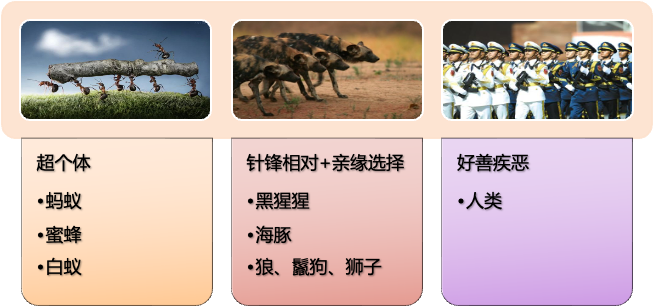 超个体
•蚂蚁
•蜜蜂
•白蚁
针锋相对+亲缘选择
•黑猩猩
•海豚
•狼、鬣狗、狮子
好善疾恶
•人类